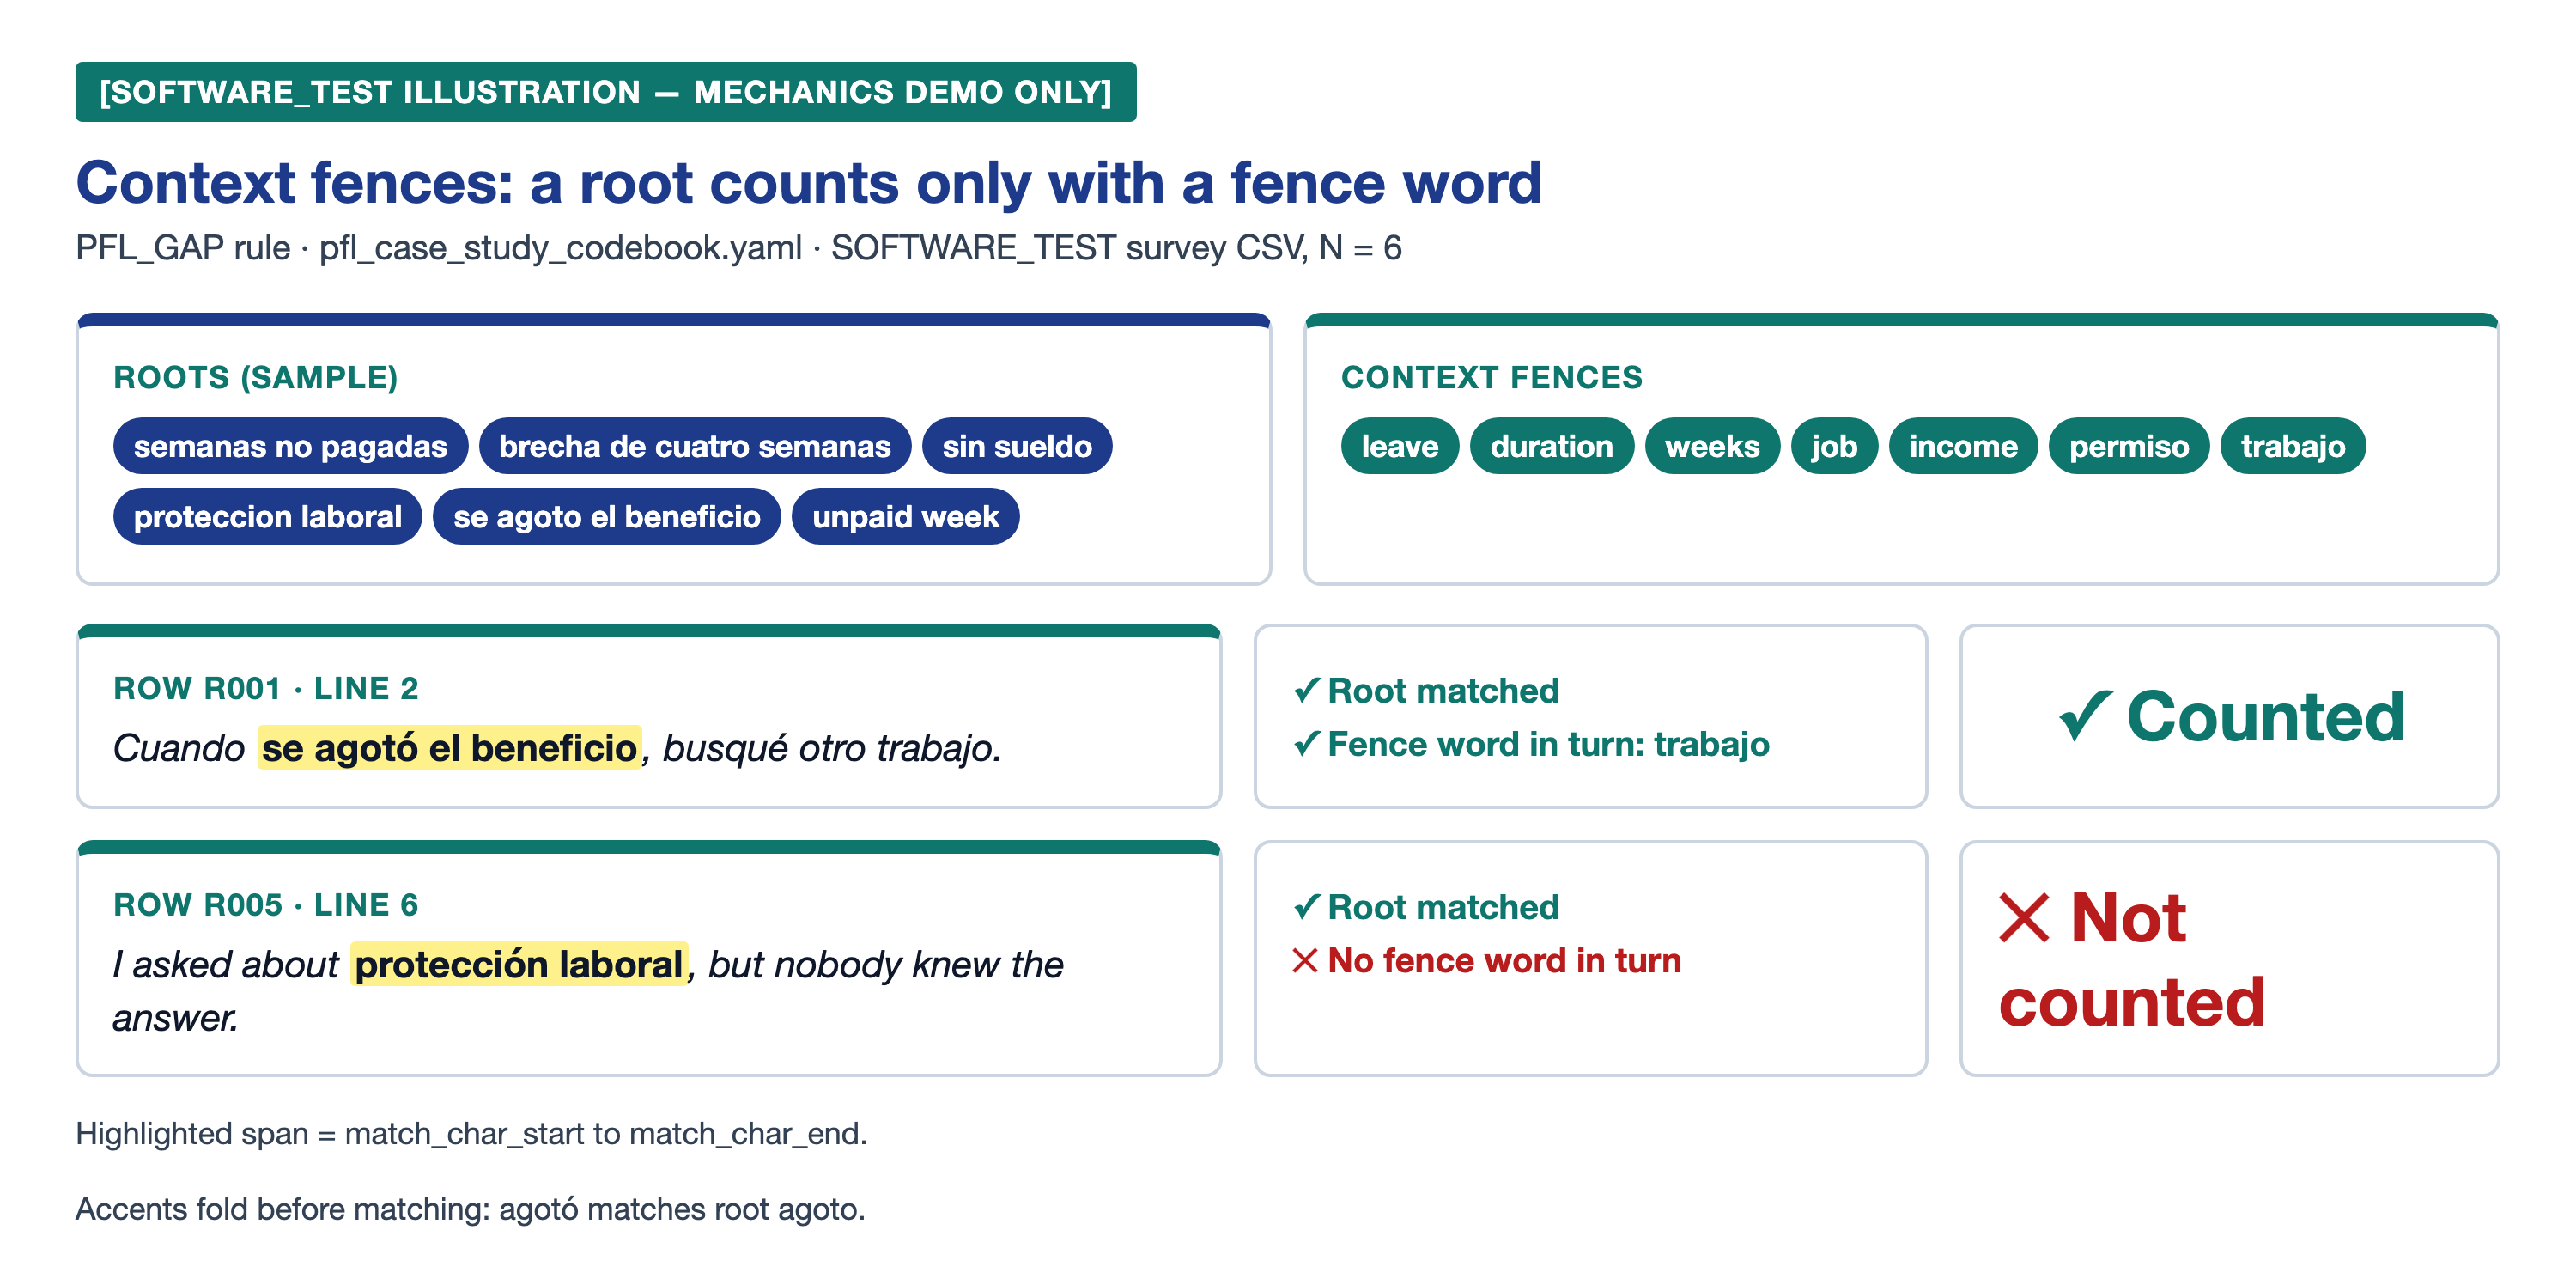 [SOFTWARE_TEST ILLUSTRATION — MECHANICS DEMO ONLY]
Context fences: a root counts only with a fence word
PFL_GAP rule · pfl_case_study_codebook.yaml · SOFTWARE_TEST survey CSV, N = 6
ROOTS (SAMPLE)
semanas no pagadas brecha de cuatro semanas sin sueldo
proteccion laboral se agoto el beneficio unpaid week
CONTEXT FENCES
leave duration weeks job income permiso trabajo
ROW R001 · LINE 2
Cuando se agotó el beneficio, busqué otro trabajo.
✓ Root matched
✓ Fence word in turn: trabajo
✓ Counted
ROW R005 · LINE 6
I asked about protección laboral, but nobody knew the
answer.
✓ Root matched
✕ No fence word in turn
✕ Not
counted
Highlighted span = match_char_start to match_char_end.
Accents fold before matching: agotó matches root agoto.